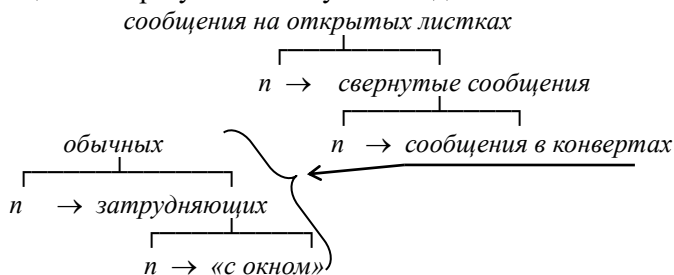 сообщения на открытых листках
n → свернутые сообщения
n → сообщения в конвертах
обычных
n → затрудняющих
n → «с окном»